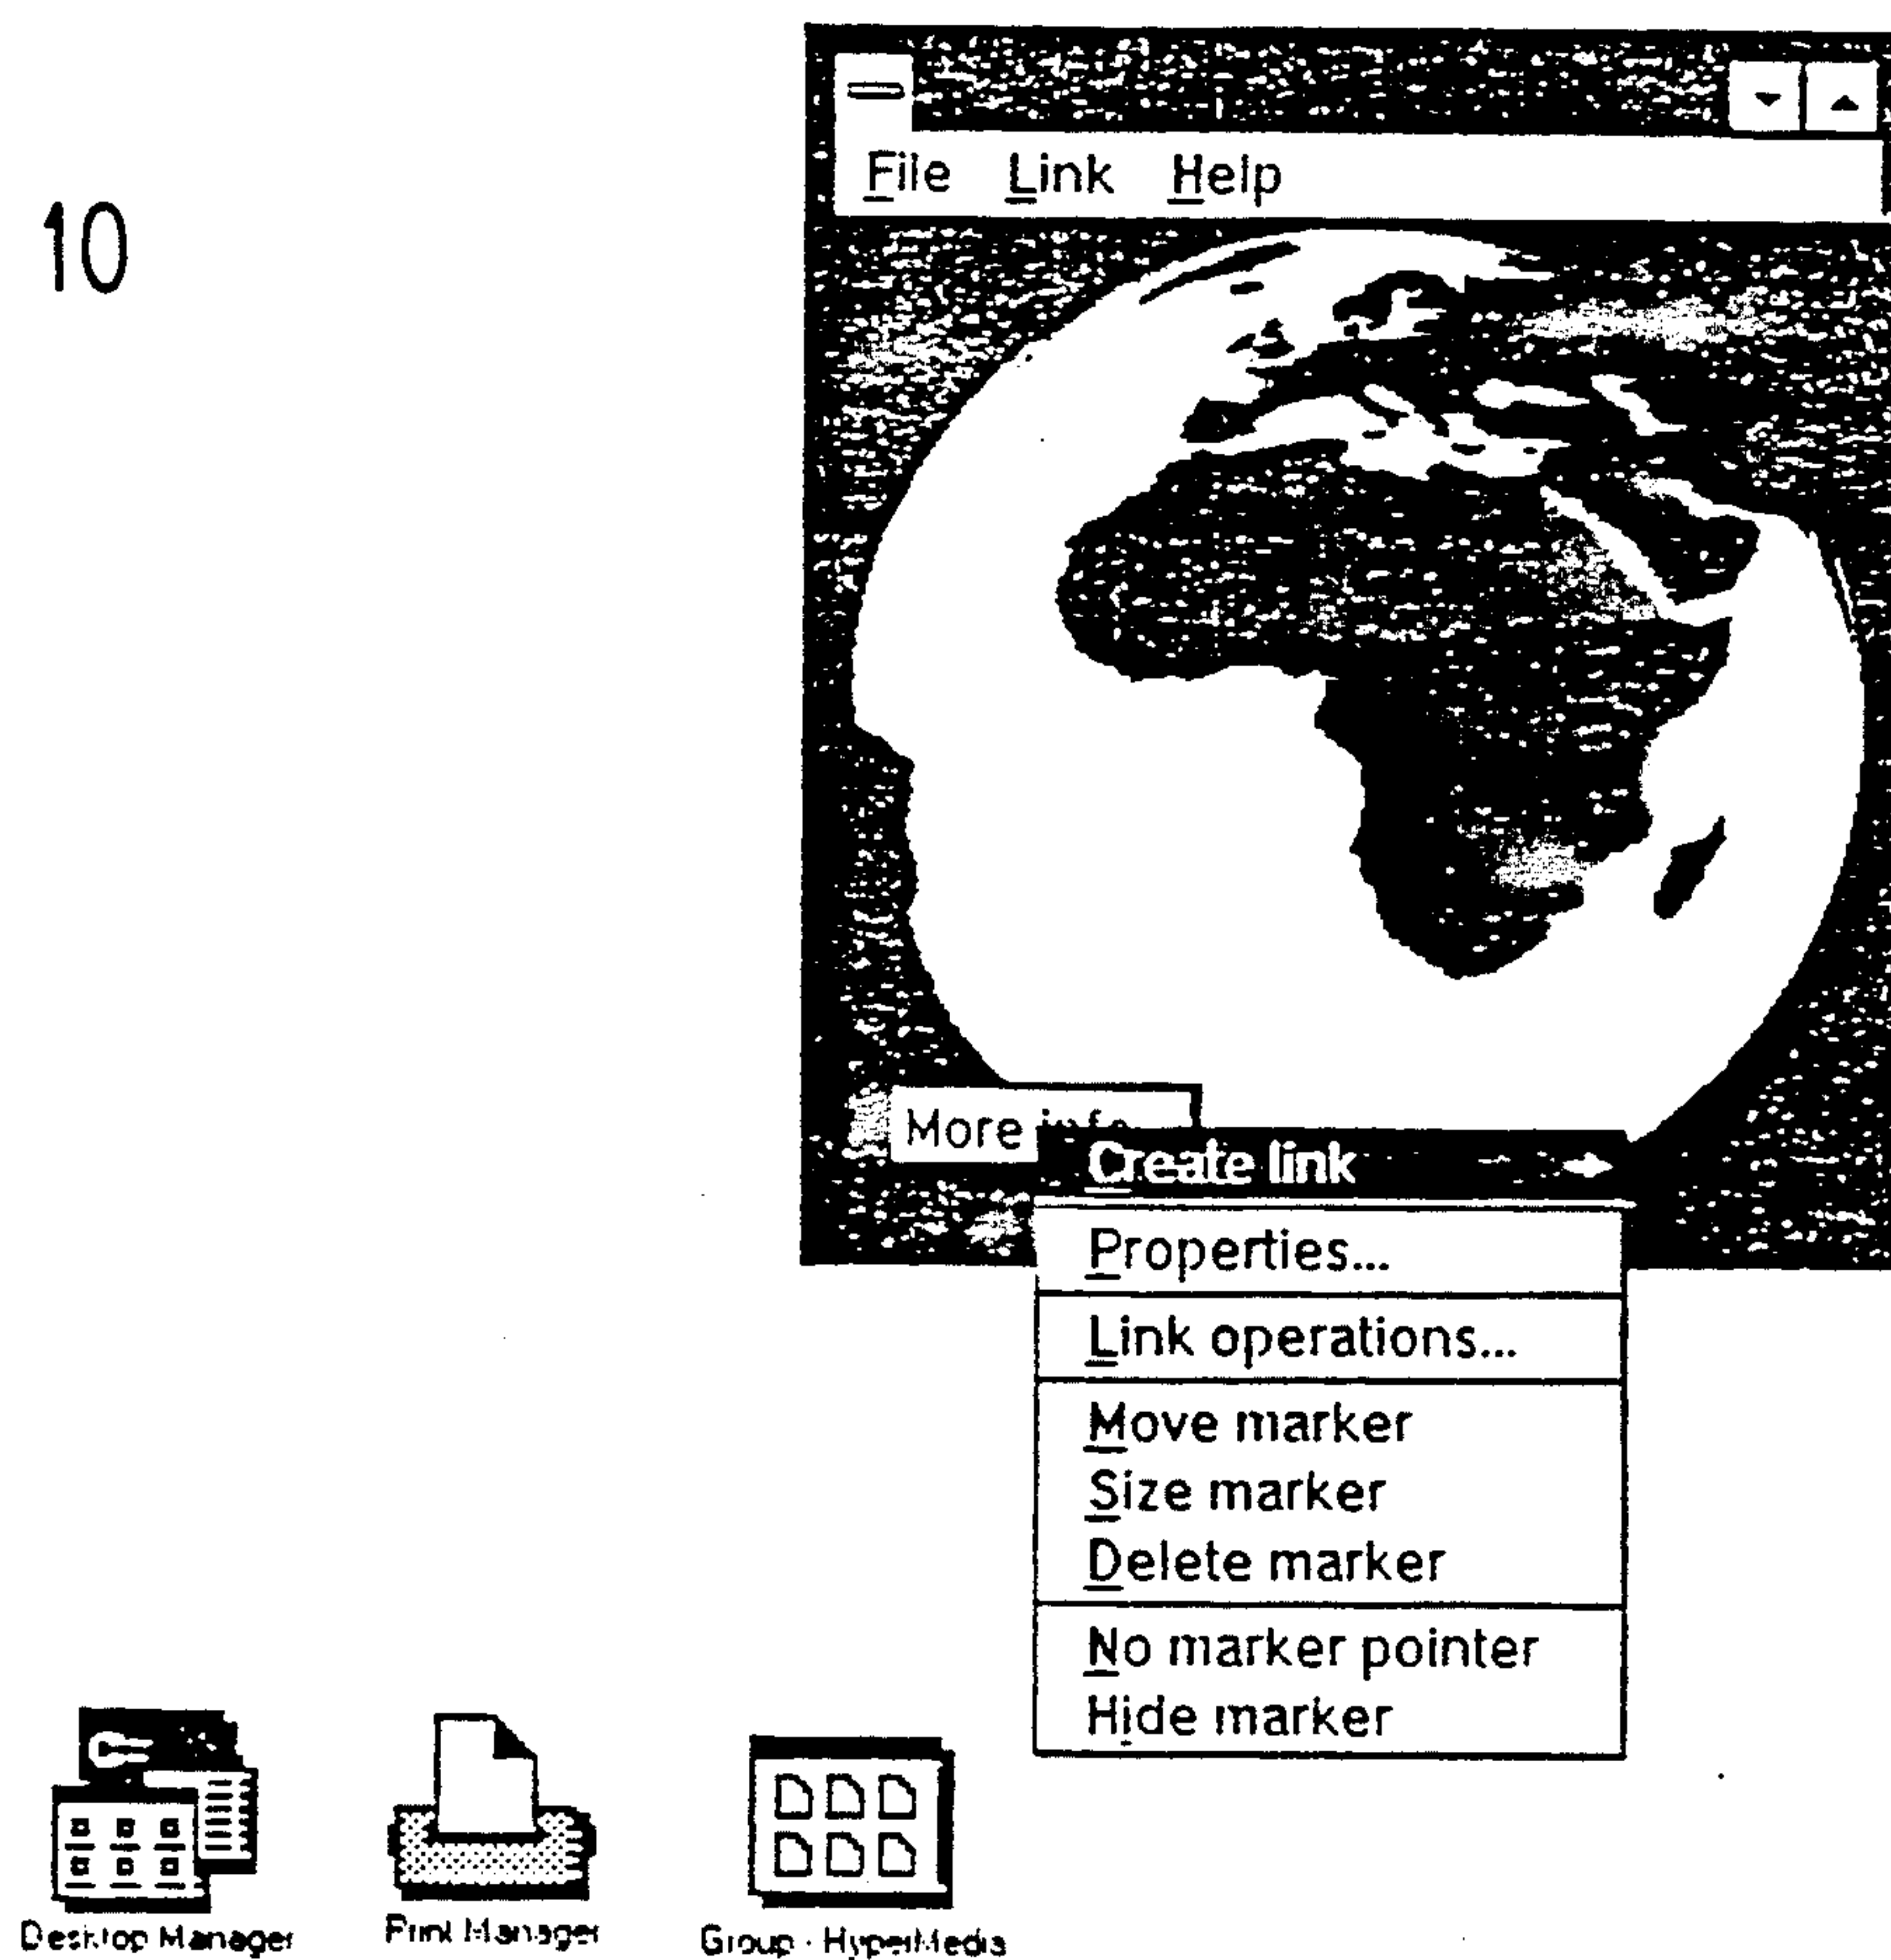 10
File Link Help
More info
Create link
Properties...
Link operations...
Move marker
Size marker
Delete marker
No marker pointer
Hide marker
Desktop Manager
Print Manager
Group - HyperMedia